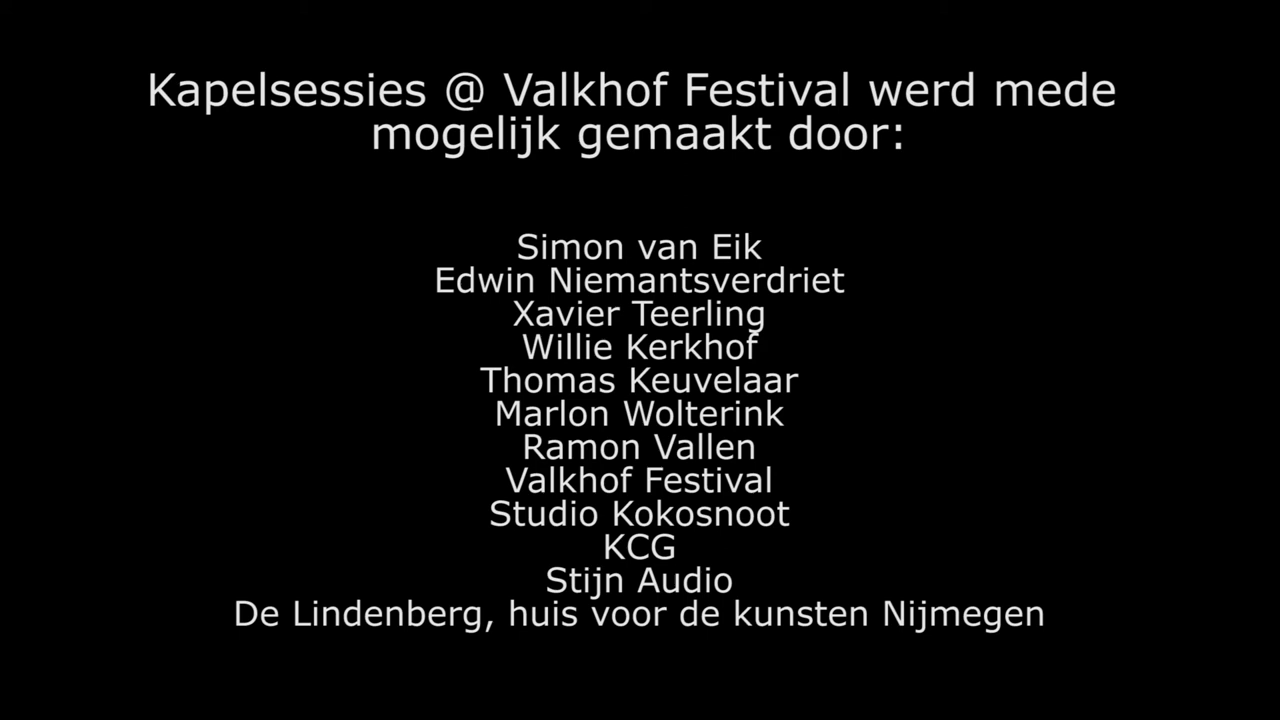 Kapelsessies @ Valkhof Festival werd mede
mogelijk gemaakt door:
Simon van Eik
Edwin Niemantsverdriet
Xavier Teerling
Willie Kerkhof
Thomas Keuvelaar
Marlon Wolterink
Ramon Vallen
Valkhof Festival
Studio Kokosnoot
KCG
Stijn Audio
De Lindenberg, huis voor de kunsten Nijmegen